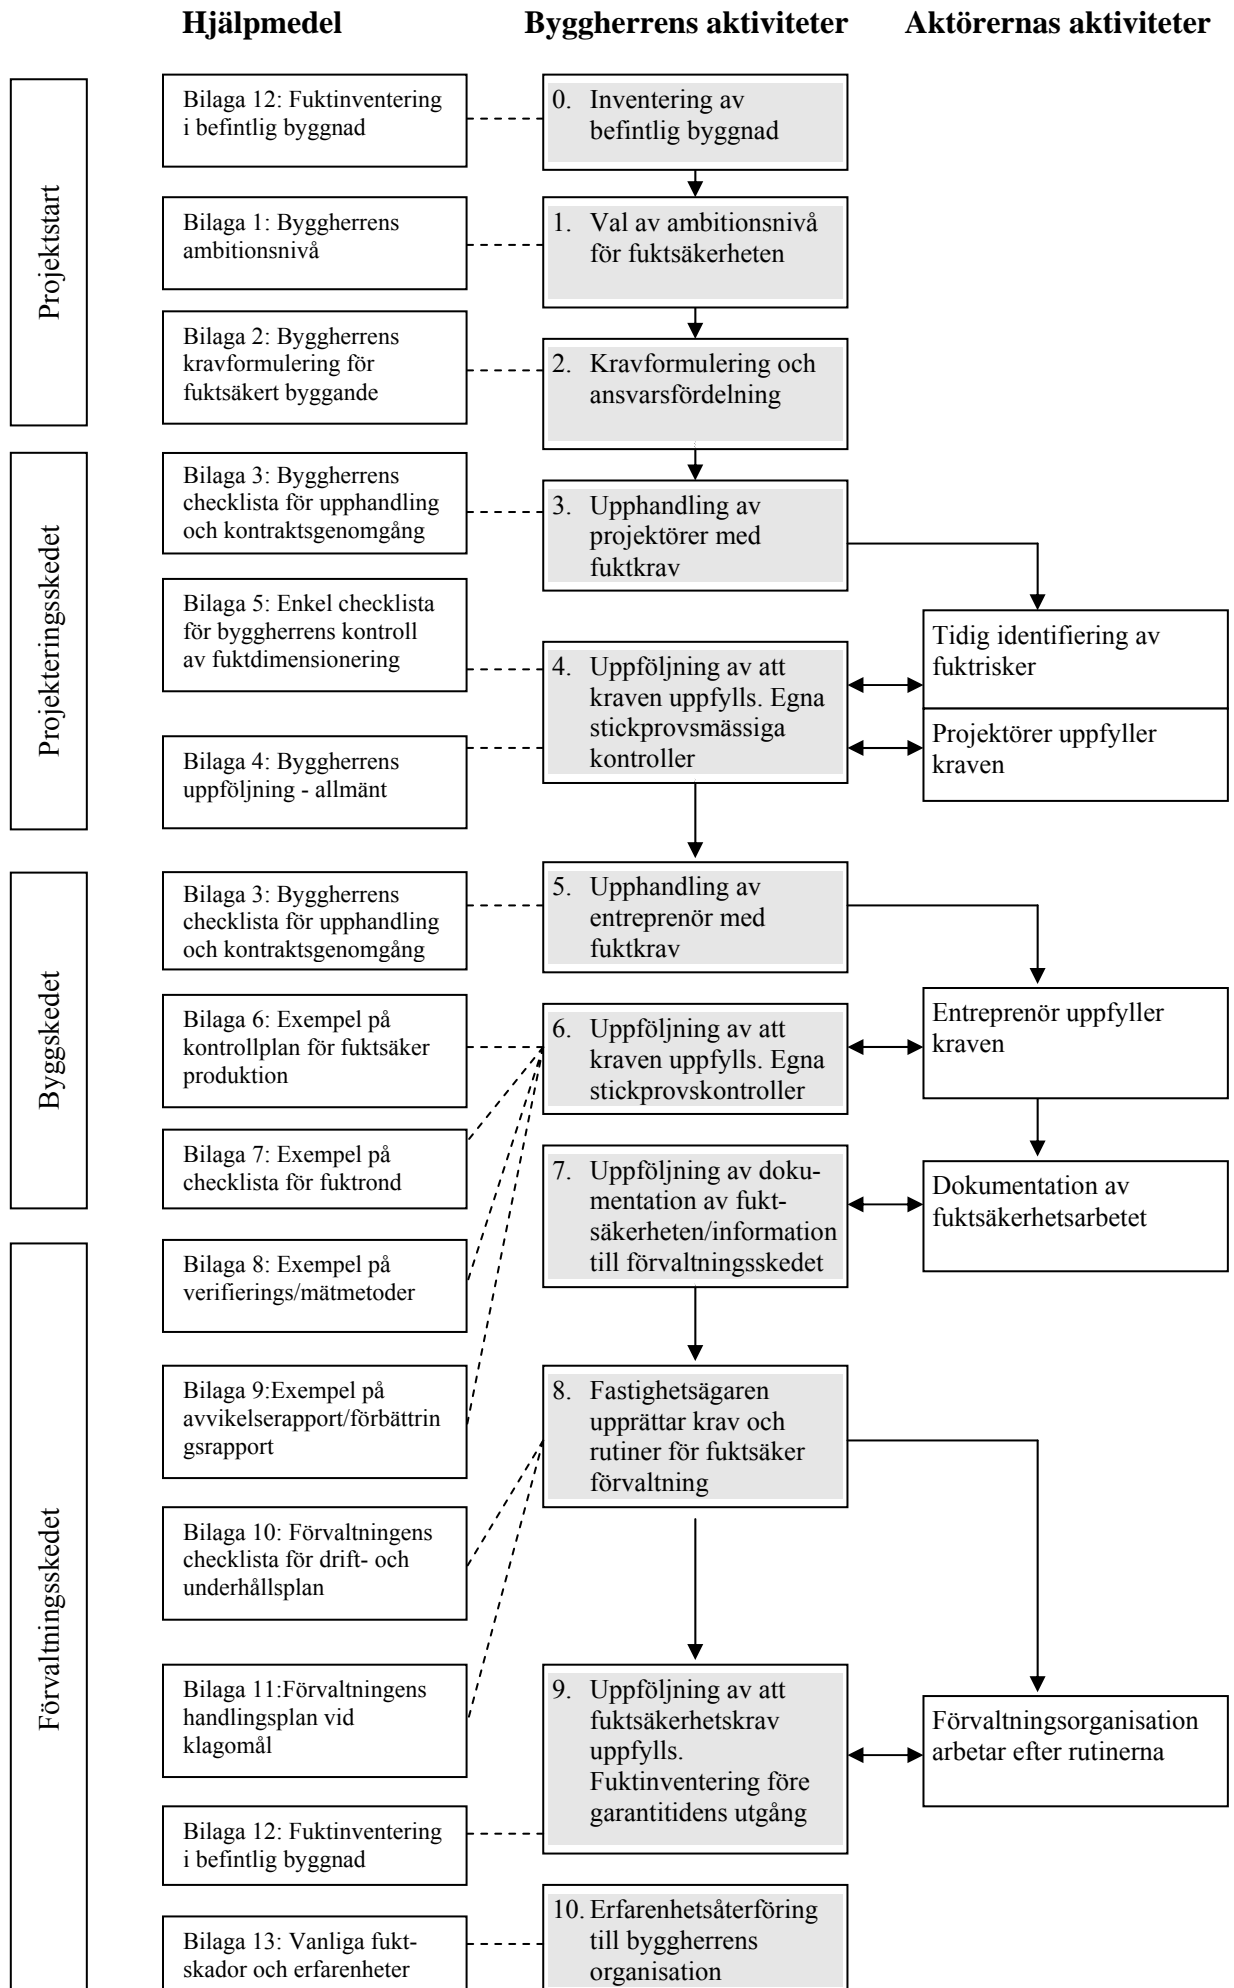 Hjälpmedel
Byggherrens aktiviteter
Aktörernas aktiviteter
Projektstart
Bilaga 12: Fuktinventering
i befintlig byggnad
0. Inventering av
befintlig byggnad
Bilaga 1: Byggherrens
ambitionsnivå
1. Val av ambitionsnivå
för fuktsäkerheten
Bilaga 2: Byggherrens
kravformulering för
fuktsäkert byggande
2. Kravformulering och
ansvarsfördelning
Projekteringsskedet
Bilaga 3: Byggherrens
checklista för upphandling
och kontraktsgenomgång
3. Upphandling av
projektörer med
fuktkrav
Bilaga 5: Enkel checklista
för byggherrens kontroll
av fuktdimensionering
Bilaga 4: Byggherrens
uppföljning - allmänt
4. Uppföljning av att
kraven uppfylls. Egna
stickprovsmässiga
kontroller
Tidig identifiering av
fuktrisker
Projektörer uppfyller
kraven
Byggskedet
Bilaga 3: Byggherrens
checklista för upphandling
och kontraktsgenomgång
5. Upphandling av
entreprenör med
fuktkrav
Bilaga 6: Exempel på
kontrollplan för fuktsäker
produktion
6. Uppföljning av att
kraven uppfylls. Egna
stickprovskontroller
Entreprenör uppfyller
kraven
Bilaga 7: Exempel på
checklista för fuktrond
7. Uppföljning av doku-
mentation av fukt-
säkerheten/information
till förvaltningsskedet
Dokumentation av
fuktsäkerhetsarbetet
Förvaltningsskedet
Bilaga 8: Exempel på
verifierings/mätmetoder
Bilaga 9:Exempel på
avvikelserapport/förbättrin
gsrapport
8. Fastighetsägaren
upprättar krav och
rutiner för fuktsäker
förvaltning
Bilaga 10: Förvaltningens
checklista för drift- och
underhållsplan
Bilaga 11:Förvaltningens
handlingsplan vid
klagomål
9. Uppföljning av att
fuktsäkerhetskrav
uppfylls.
Fuktinventering före
garantitidens utgång
Förvaltningsorganisation
arbetar efter rutinerna
Bilaga 12: Fuktinventering
i befintlig byggnad
Bilaga 13: Vanliga fukt-
skador och erfarenheter
10. Erfarenhetsåterföring
till byggherrens
organisation